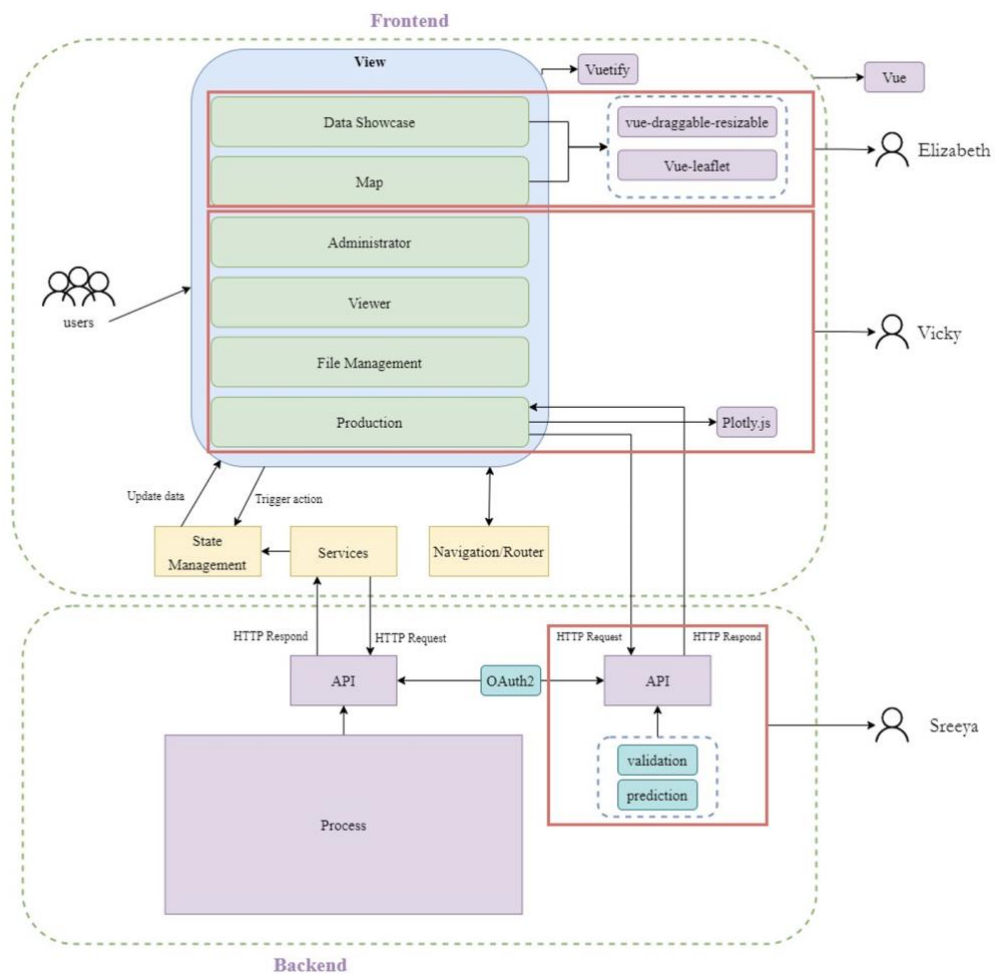 Frontend
View
Vuetify
Vue
Data Showcase
vue-draggable-resizable
Elizabeth
Map
Vue-leaflet
Administrator
Viewer
users
Vicky
File Management
Production
Plotly.js
Update data
Trigger action
State
Management
Services
Navigation/Router
HTTP Respond
HTTP Request
HTTP Request
HTTP Respond
API
OAuth2
API
Sreeya
validation
prediction
Process
Backend